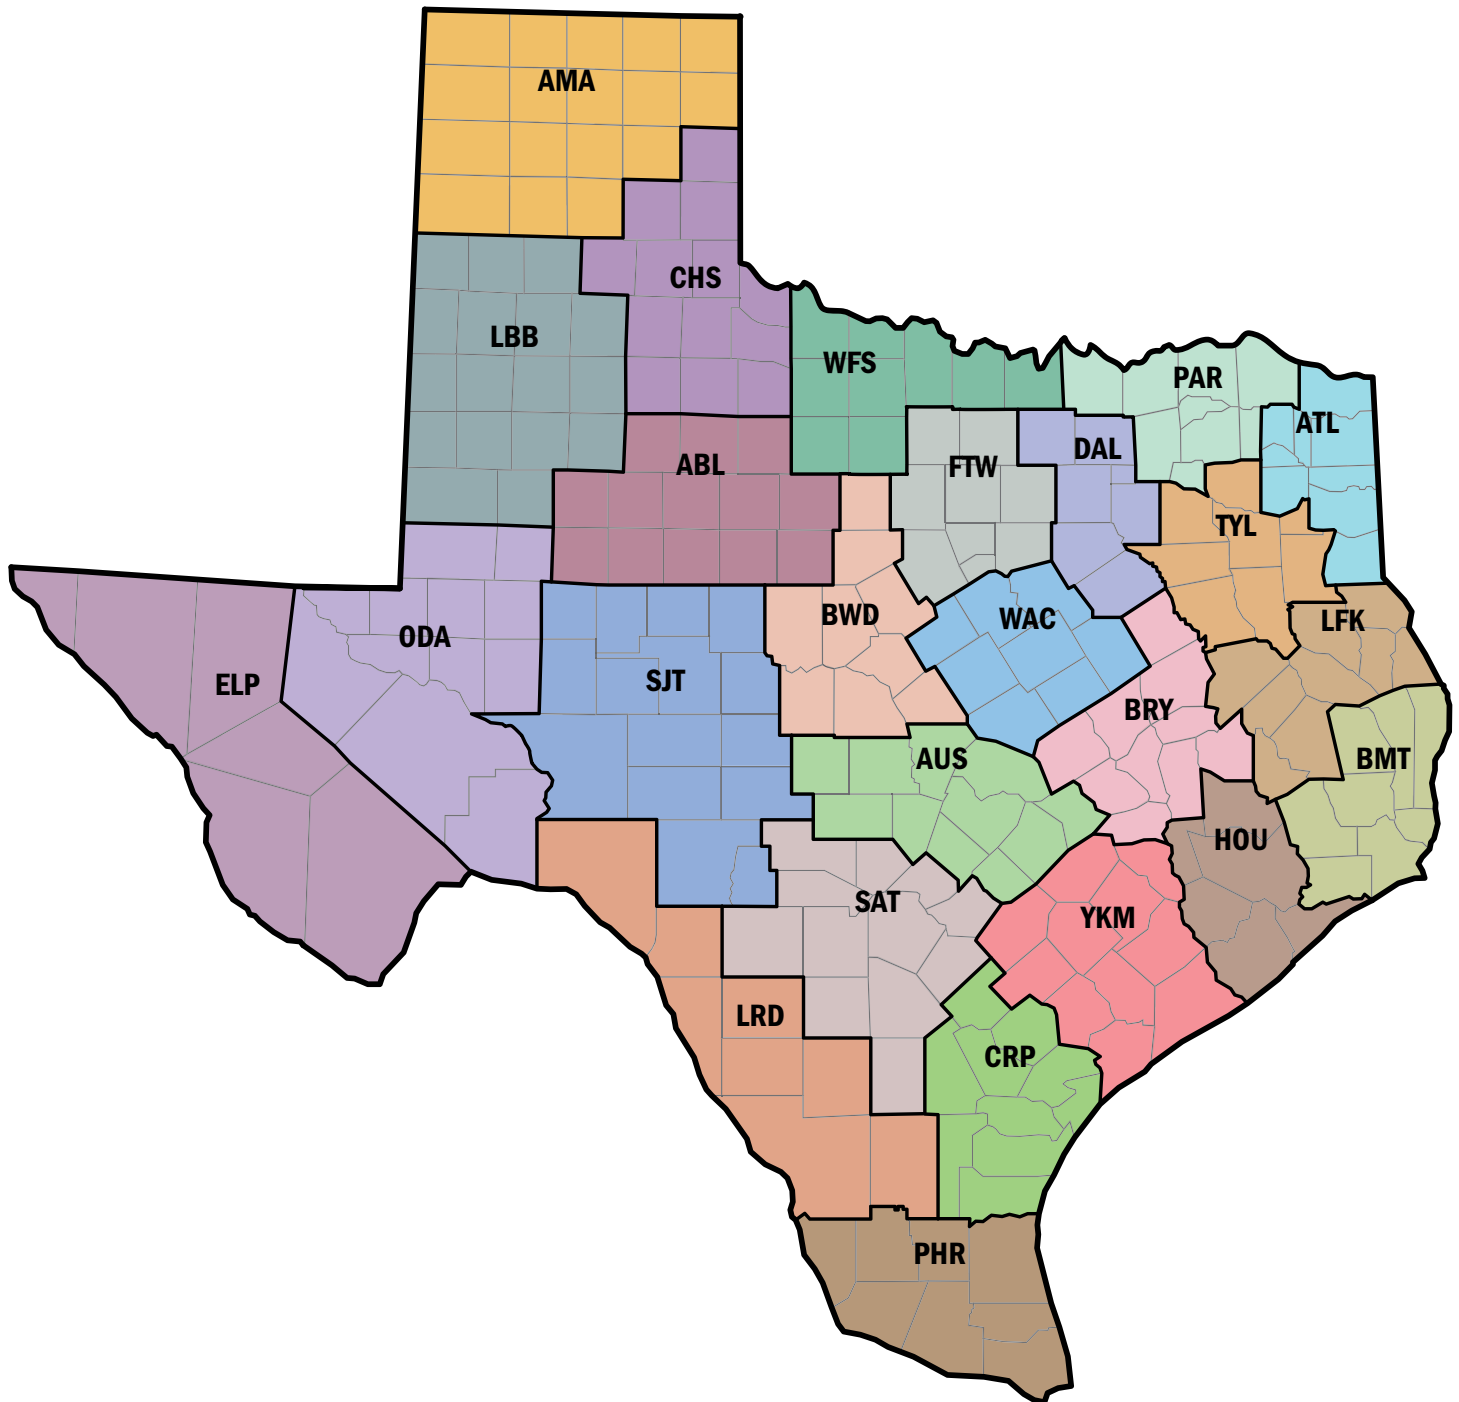 AMA
CHS
LBB
WFS
PAR
ATL
DAL
ABL
FTW
TYL
BWD
WAC
LFK
ODA
SJT
ELP
BRY
AUS
BMT
HOU
SAT
YKM
LRD
CRP
PHR